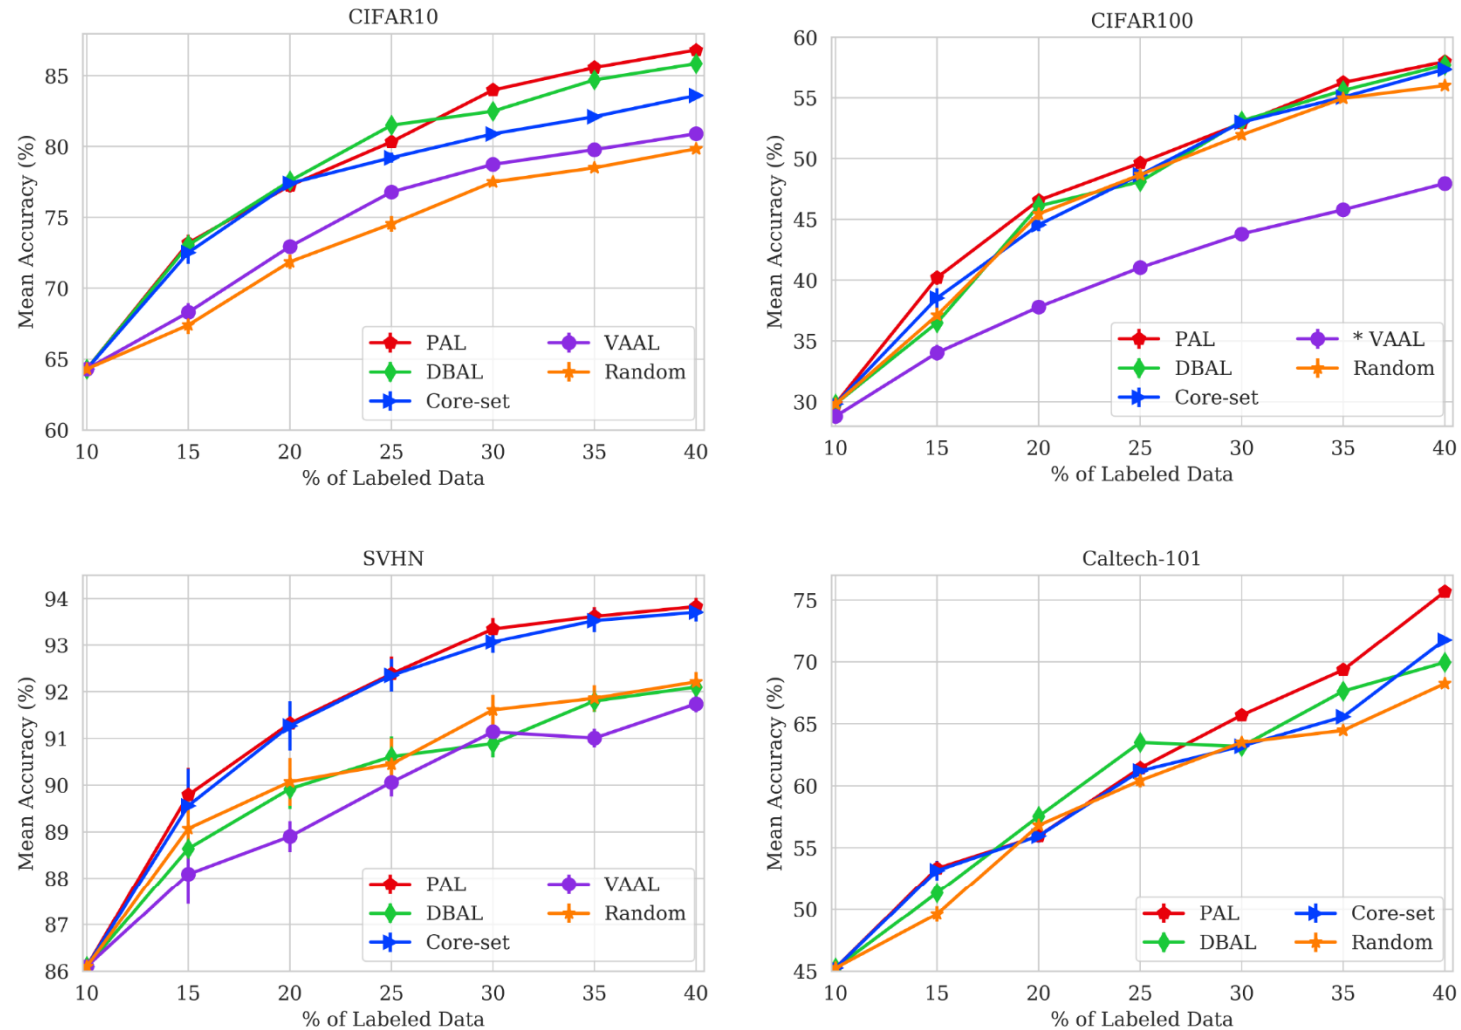 CIFAR10
Mean Accuracy (%)
85
80
75
70
65
60
10 15 20 25 30 35 40
% of Labeled Data
PAL VAAL
DBAL Random
Core-set
CIFAR100
Mean Accuracy (%)
60
55
50
45
40
35
30
10 15 20 25 30 35 40
% of Labeled Data
PAL * VAAL
DBAL Random
Core-set
SVHN
Mean Accuracy (%)
94
93
92
91
90
89
88
87
86
10 15 20 25 30 35 40
% of Labeled Data
PAL VAAL
DBAL Random
Core-set
Caltech-101
Mean Accuracy (%)
75
70
65
60
55
50
45
10 15 20 25 30 35 40
% of Labeled Data
PAL Core-set
DBAL Random